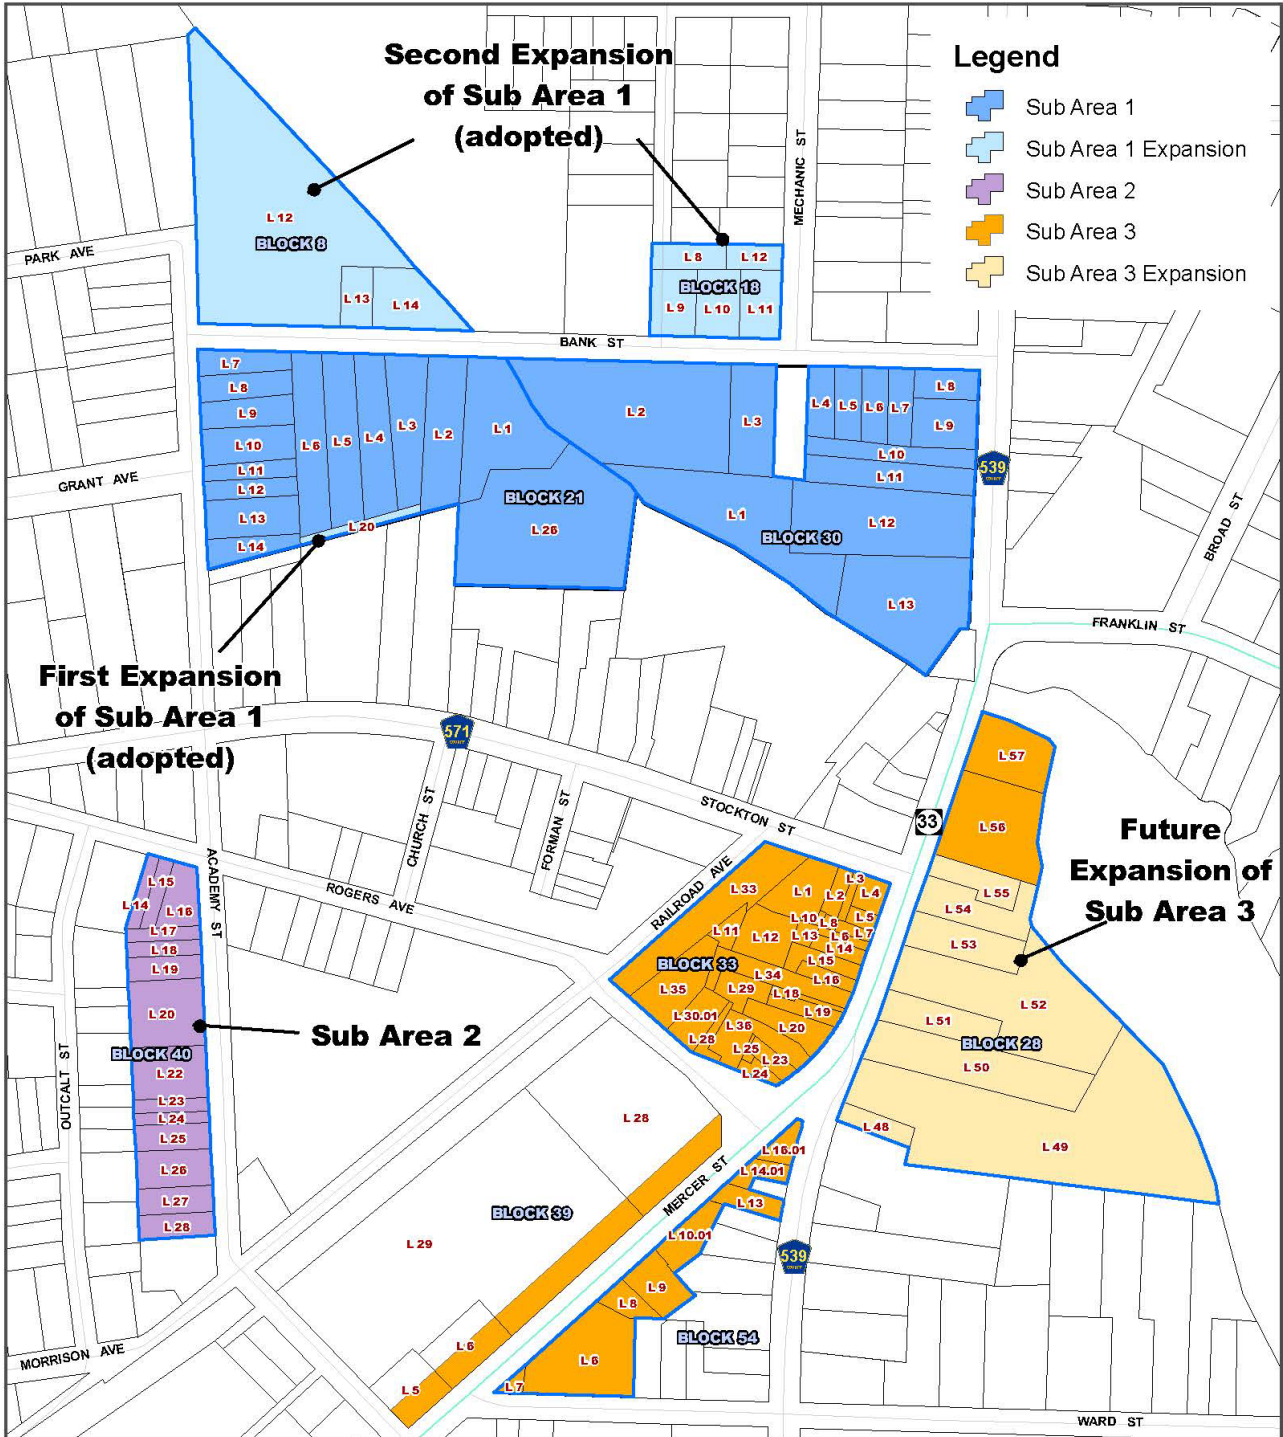 Second Expansion
of Sub Area 1
(adopted)
Legend
Sub Area 1
Sub Area 1 Expansion
Sub Area 2
Sub Area 3
Sub Area 3 Expansion
MECHANIC ST
PARK AVE
L 12
BLOCK 8
L 13
L 14
L 8
L 12
BLOCK 18
L 9
L 10
L 11
BANK ST
L 7
L 8
L 9
L 10
L 11
L 12
L 13
L 14
L 6
L 5
L 4
L 3
L 2
L 1
L 20
BLOCK 21
L 26
L 2
L 3
L 4
L 5
L 6
L 7
L 8
L 9
L 10
L 11
L 1
L 12
BLOCK 30
L 13
539
GRANT AVE
BROAD ST
FRANKLIN ST
First Expansion
of Sub Area 1
(adopted)
571
STOCKTON ST
CHURCH ST
FORMAN ST
RAILROAD AVE
ROGERS AVE
ACADEMY ST
33
L 57
L 56
Future
Expansion of
Sub Area 3
L 55
L 54
L 53
L 52
L 51
BLOCK 28
L 50
L 48
L 49
L 33
L 1
L 2
L 3
L 4
L 10
L 8
L 5
L 11
L 12
L 13
L 6
L 7
L 14
L 15
BLOCK 33
L 34
L 16
L 35
L 29
L 18
L 19
L 30.01
L 36
L 20
L 28
L 25
L 23
L 24
L 15
L 14
L 16
L 17
L 18
L 19
L 20
Sub Area 2
BLOCK 40
L 22
L 23
L 24
L 25
L 26
L 27
L 28
OUTCALT ST
MORRISON AVE
L 28
BLOCK 39
L 29
L 6
L 5
MERCER ST
L 16.01
L 14.01
L 13
L 10.01
L 9
L 8
539
BLOCK 54
L 6
L 7
WARD ST